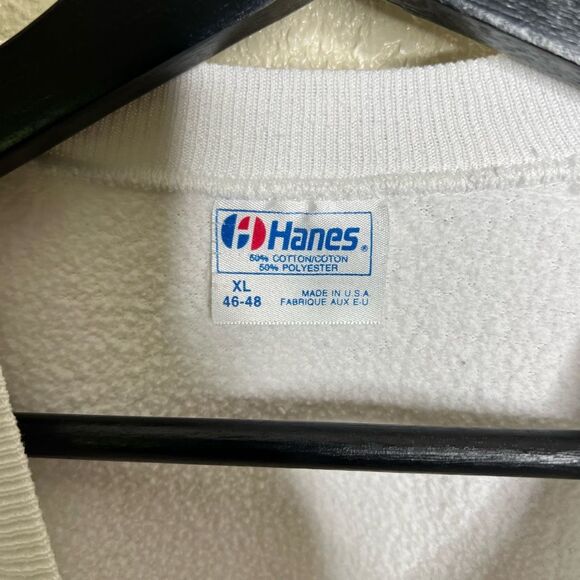 Hanes®
50% COTTON/COTON
50% POLYESTER
XL
46-48
MADE IN U.S.A
FABRIQUE AUX E-U